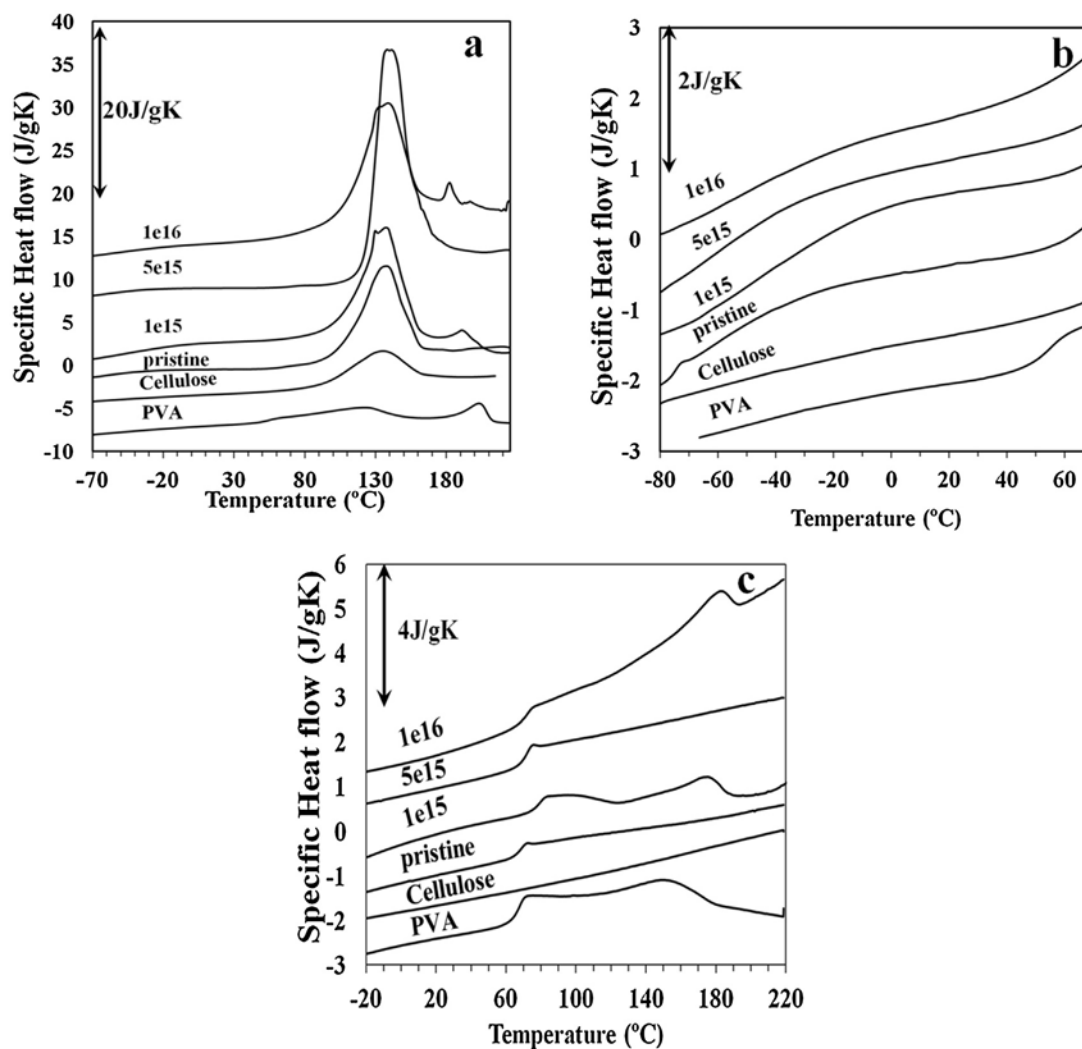 a
Specific Heat flow (J/gK)
40
35
30
25
20
15
10
5
0
-5
-10
20J/gK
1e16
5e15
1e15
pristine
Cellulose
PVA
-70 -20 30 80 130 180
Temperature (ºC)
b
Specific Heat flow (J/gK)
3
2
1
0
-1
-2
-3
2J/gK
1e16
5e15
1e15
pristine
Cellulose
PVA
-80 -60 -40 -20 0 20 40 60
Temperature (ºC)
c
Specific Heat flow (J/gK)
6
5
4
3
2
1
0
-1
-2
-3
4J/gK
1e16
5e15
1e15
pristine
Cellulose
PVA
-20 20 60 100 140 180 220
Temperature (ºC)